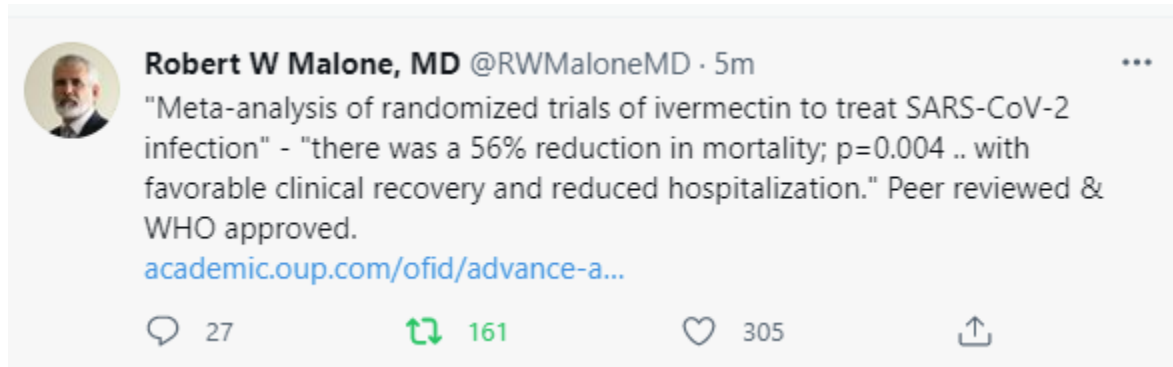 Robert W Malone, MD @RWMaloneMD · 5m
"Meta-analysis of randomized trials of ivermectin to treat SARS-CoV-2
infection" - "there was a 56% reduction in mortality; p=0.004 .. with
favorable clinical recovery and reduced hospitalization." Peer reviewed &
WHO approved.
academic.oup.com/ofid/advance-a...
27 161 305